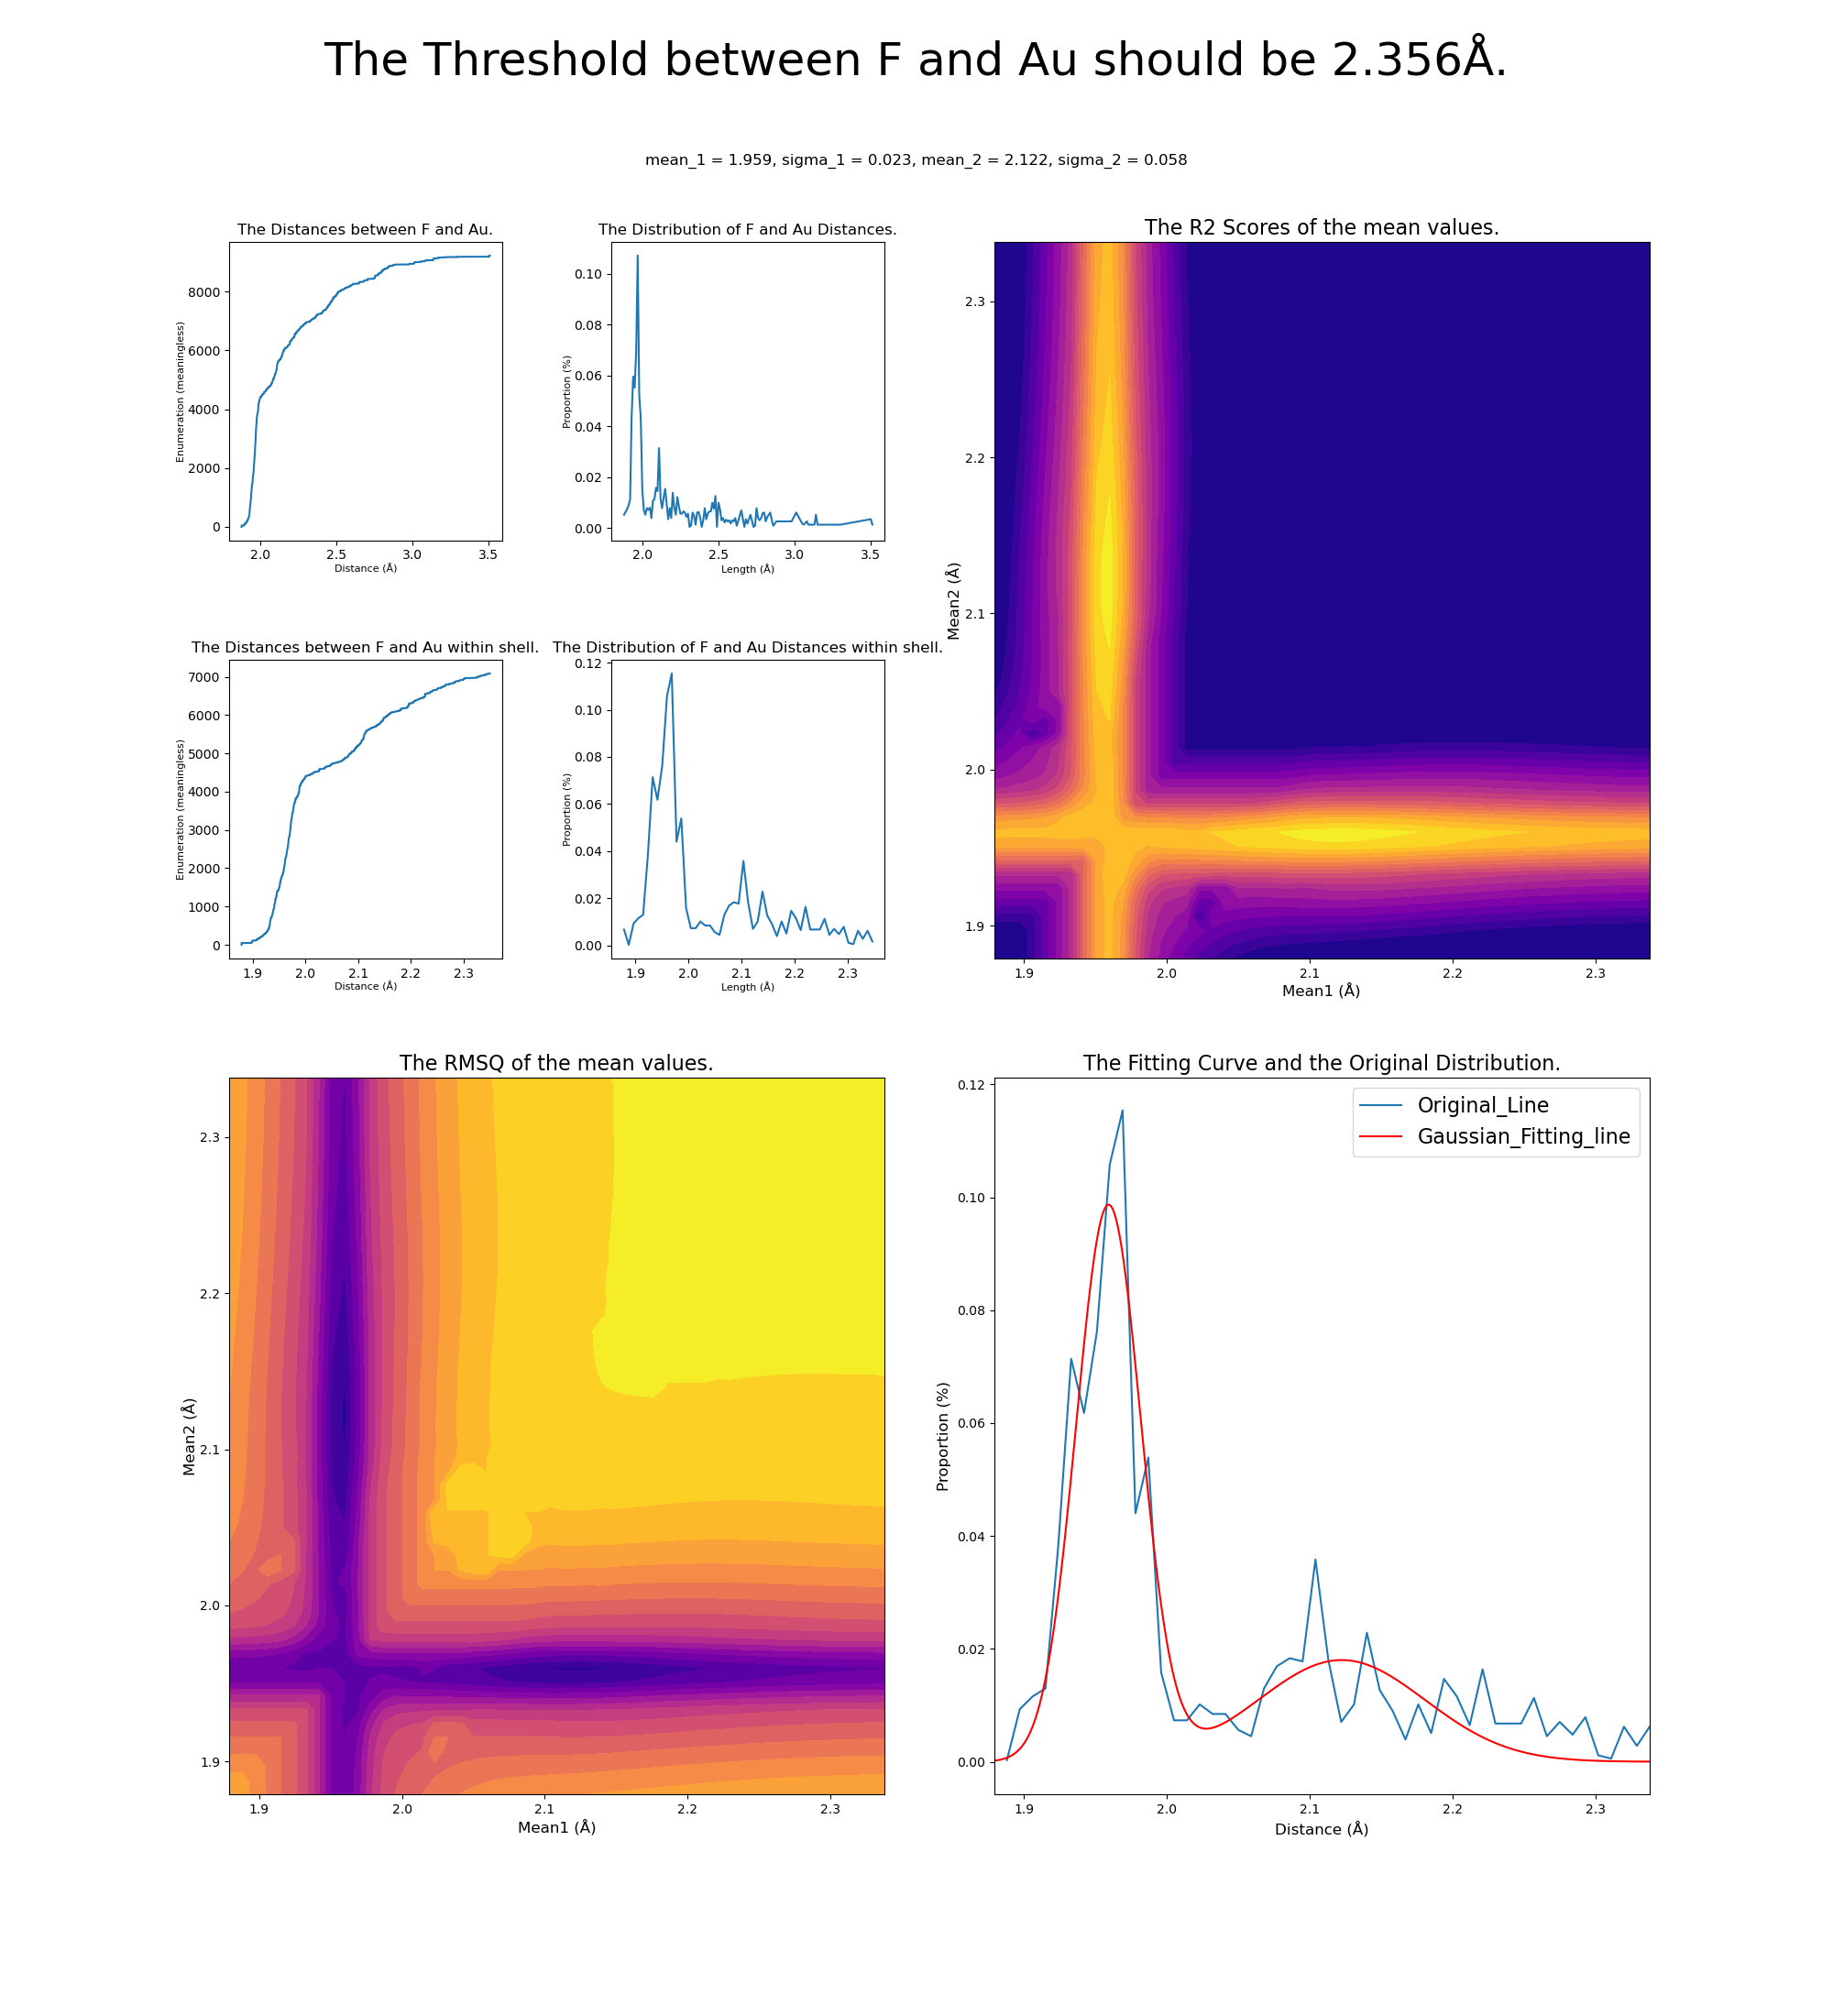 The Threshold between F and Au should be 2.356Å.
mean_1 = 1.959, sigma_1 = 0.023, mean_2 = 2.122, sigma_2 = 0.058
The Distances between F and Au.
Enumeration (meaningless)
8000
6000
4000
2000
0
2.0 2.5 3.0 3.5
Distance (Å)
The Distribution of F and Au Distances.
Proportion (%)
0.10
0.08
0.06
0.04
0.02
0.00
2.0 2.5 3.0 3.5
Length (Å)
The R2 Scores of the mean values.
Mean2 (Å)
2.3
2.2
2.1
2.0
1.9
1.9 2.0 2.1 2.2 2.3
Mean1 (Å)
The Distances between F and Au within shell.
Enumeration (meaningless)
7000
6000
5000
4000
3000
2000
1000
0
1.9 2.0 2.1 2.2 2.3
Distance (Å)
The Distribution of F and Au Distances within shell.
Proportion (%)
0.12
0.10
0.08
0.06
0.04
0.02
0.00
1.9 2.0 2.1 2.2 2.3
Length (Å)
The RMSQ of the mean values.
Mean2 (Å)
2.3
2.2
2.1
2.0
1.9
1.9 2.0 2.1 2.2 2.3
Mean1 (Å)
The Fitting Curve and the Original Distribution.
Original_Line
Gaussian_Fitting_line
Proportion (%)
0.12
0.10
0.08
0.06
0.04
0.02
0.00
1.9 2.0 2.1 2.2 2.3
Distance (Å)